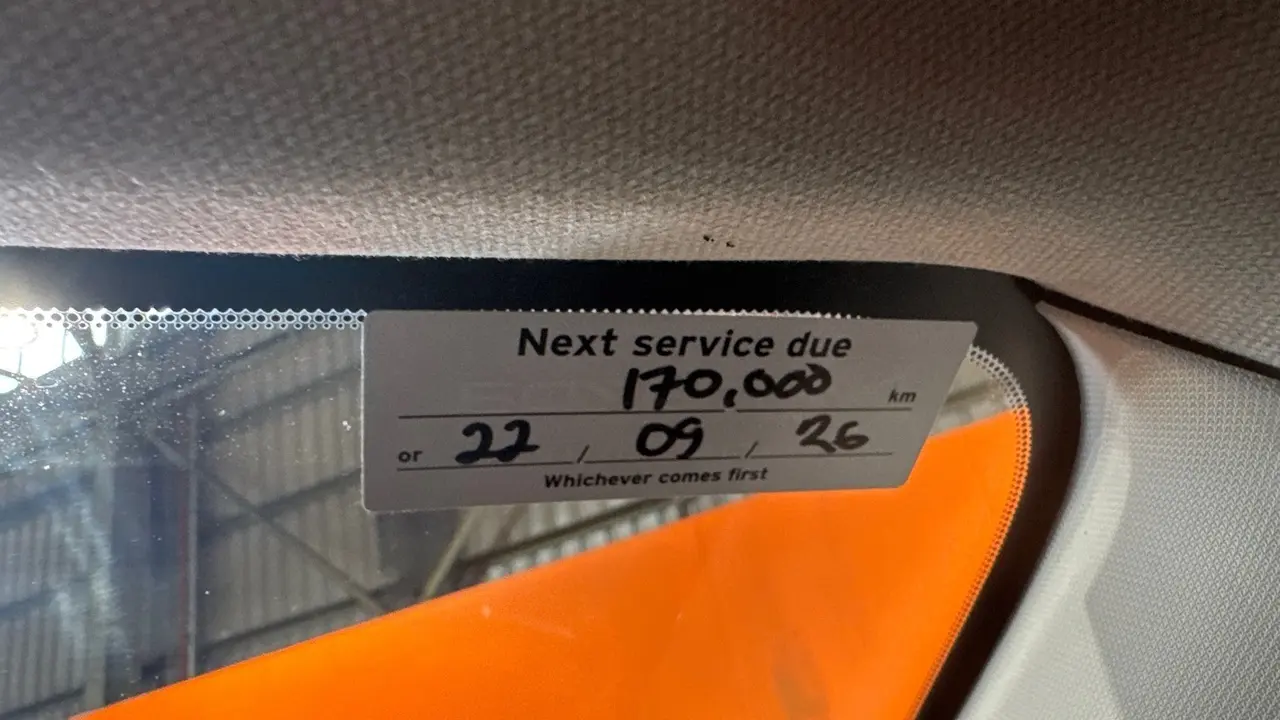 Next service due
170,000 km
or 22 / 09 / 26
Whichever comes first